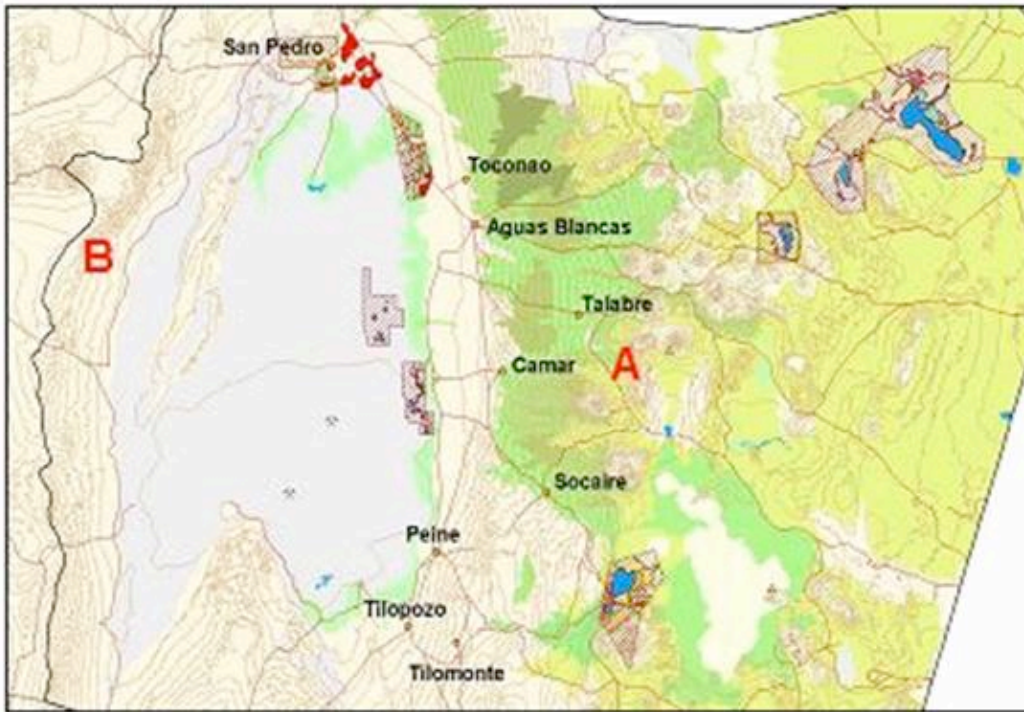 San Pedro
Toconao
B
Aguas Blancas
Talabre
A
Camar
Socaire
Peine
Tilopozo
Tilomonte